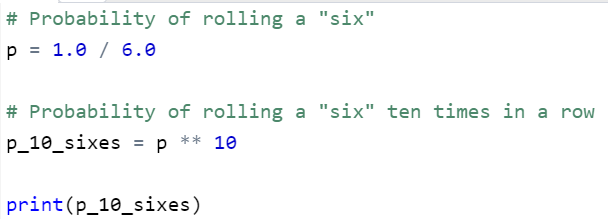 # Probability of rolling a "six"
p = 1.0 / 6.0
# Probability of rolling a "six" ten times in a row
p_10_sixes = p ** 10
print(p_10_sixes)